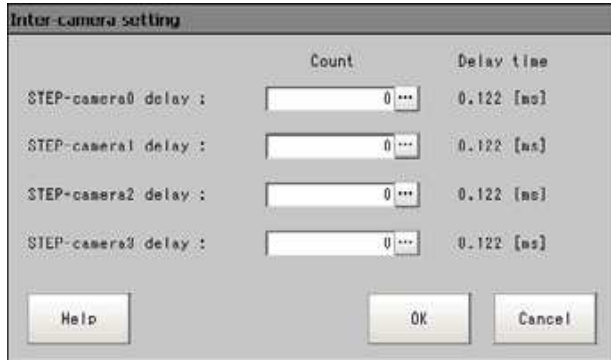 Inter-camera setting
Count Delay time
STEP-camera0 delay : 0 ... 0.122 [ms]
STEP-camera1 delay : 0 ... 0.122 [ms]
STEP-camera2 delay : 0 ... 0.122 [ms]
STEP-camera3 delay : 0 ... 0.122 [ms]
Help OK Cancel